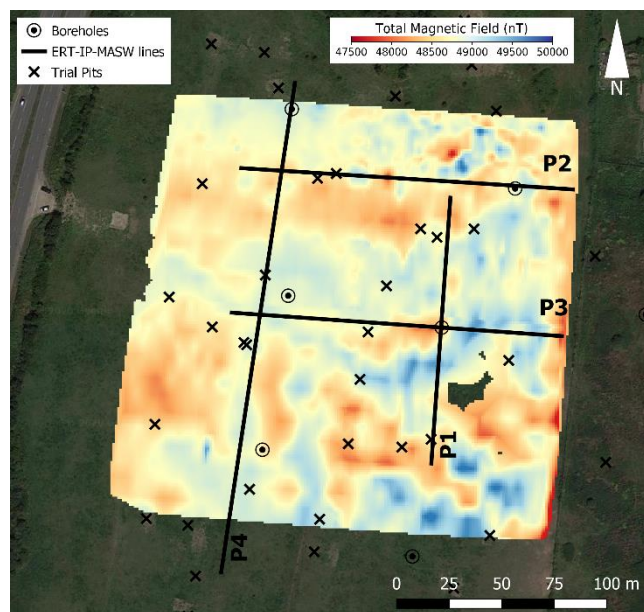 Boreholes
ERT-IP-MASW lines
Trial Pits
Total Magnetic Field (nT)
47500 48000 48500 49000 49500 50000
N
P2
P3
P1
P4
0 25 50 75 100 m